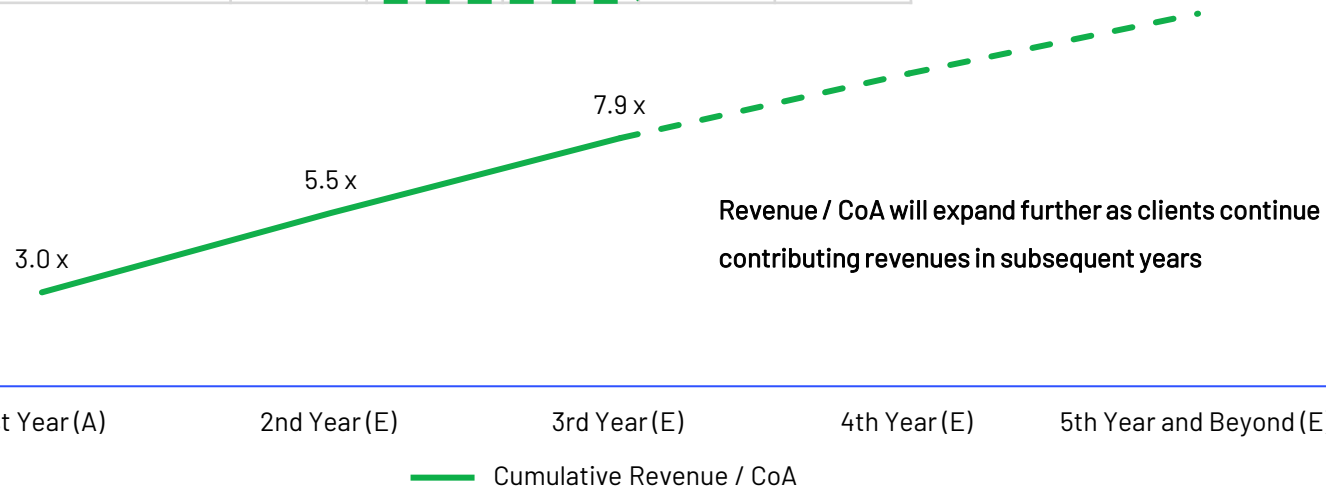 7.9 x
5.5 x
3.0 x
Revenue / CoA will expand further as clients continue
contributing revenues in subsequent years
t Year (A) 2nd Year (E) 3rd Year (E) 4th Year (E) 5th Year and Beyond (E
Cumulative Revenue / CoA